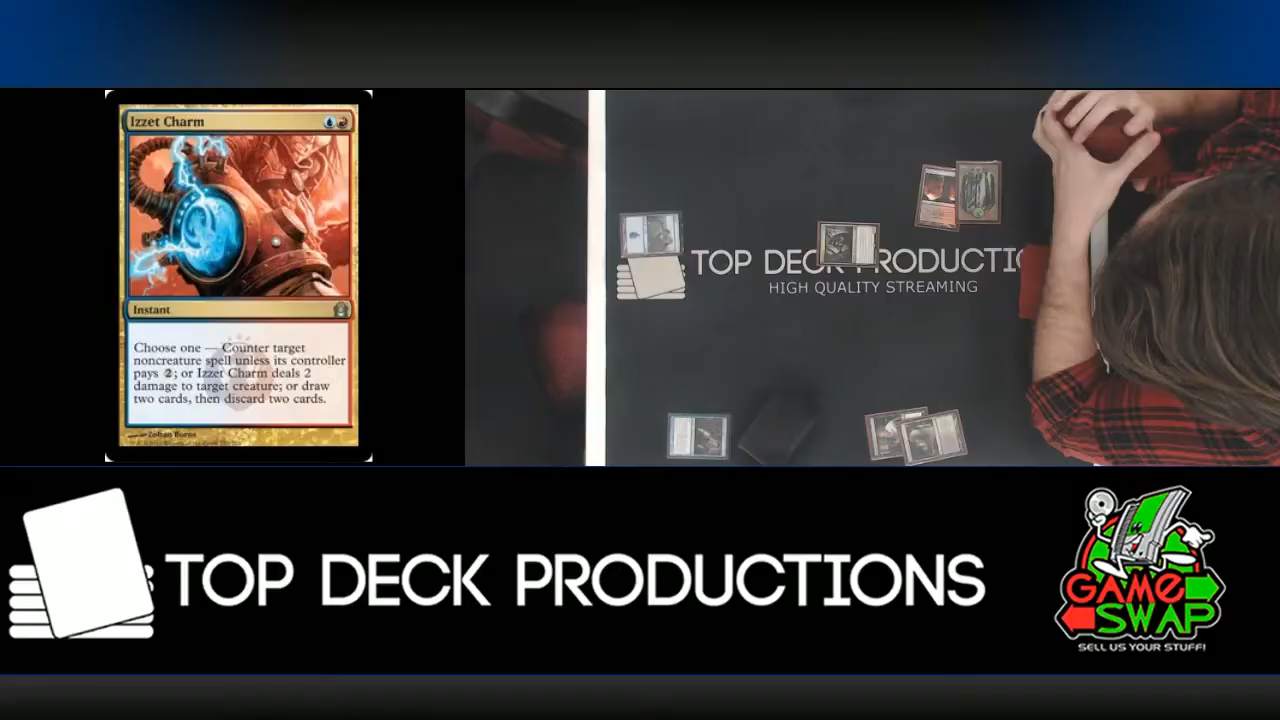 Izzet Charm
Instant
Choose one — Counter target
noncreature spell unless its controller
pays 2; or Izzet Charm deals 2
damage to target creature; or draw
two cards, then discard two cards.
TOP DECK PRODUCTIO
HIGH QUALITY STREAMING
TOP DECK PRODUCTIONS
GAME
SWAP
SELL US YOUR STUFF!